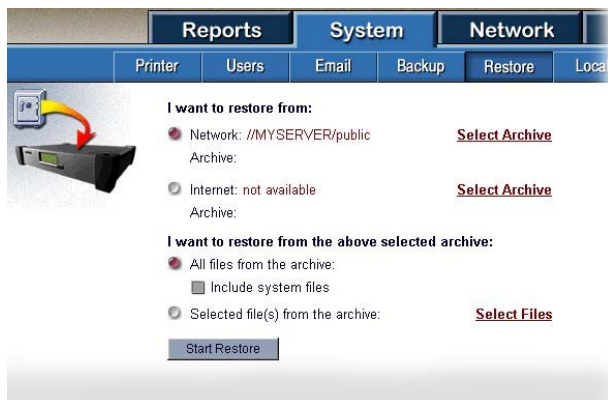 Reports System Network
Printer Users Email Backup Restore
I want to restore from:
Network: //MYSERVER/public Select Archive
Archive:
Internet: not available Select Archive
Archive:
I want to restore from the above selected archive:
All files from the archive:
Include system files
Selected file(s) from the archive: Select Files
Start Restore